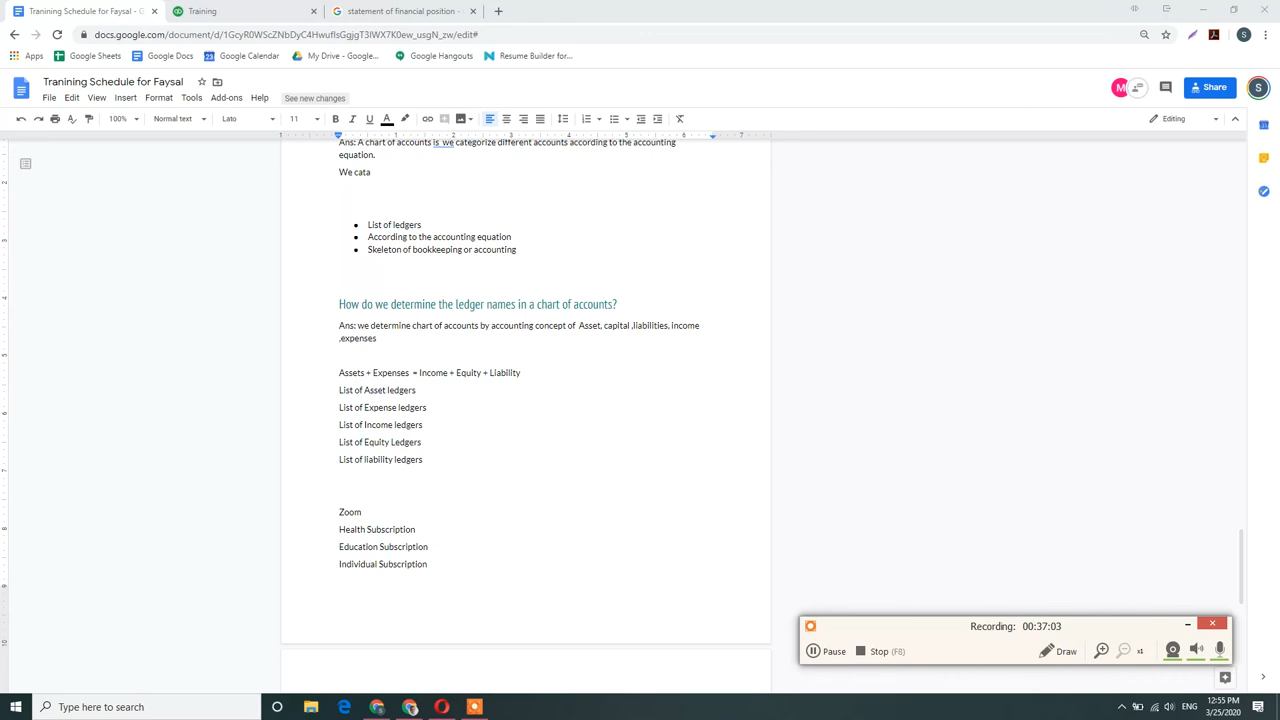 Tranining Schedule for Faysal - G
Training
statement of financial position -
docs.google.com/document/d/1GcyR0WScZNbDyC4HwufIsGgjgT3IWX7K0ew_usgN_zw/edit#
Apps
Google Sheets
Google Docs
Google Calendar
My Drive - Google...
Google Hangouts
Resume Builder for...
Tranining Schedule for Faysal
File Edit View Insert Format Tools Add-ons Help See new changes
Share
100% Normal text Lato 11 Editing
Ans: A chart of accounts is we categorize different accounts according to the accounting
equation.
We cata
List of ledgers
According to the accounting equation
Skeleton of bookkeeping or accounting
How do we determine the ledger names in a chart of accounts?
Ans: we determine chart of accounts by accounting concept of Asset, capital ,liabilities, income
,expenses
Assets + Expenses = Income + Equity + Liability
List of Asset ledgers
List of Expense ledgers
List of Income ledgers
List of Equity Ledgers
List of liability ledgers
Zoom
Health Subscription
Education Subscription
Individual Subscription
Recording: 00:37:03
Pause Stop (F8) Draw x1
Type here to search
ENG
12:55 PM
3/25/2020